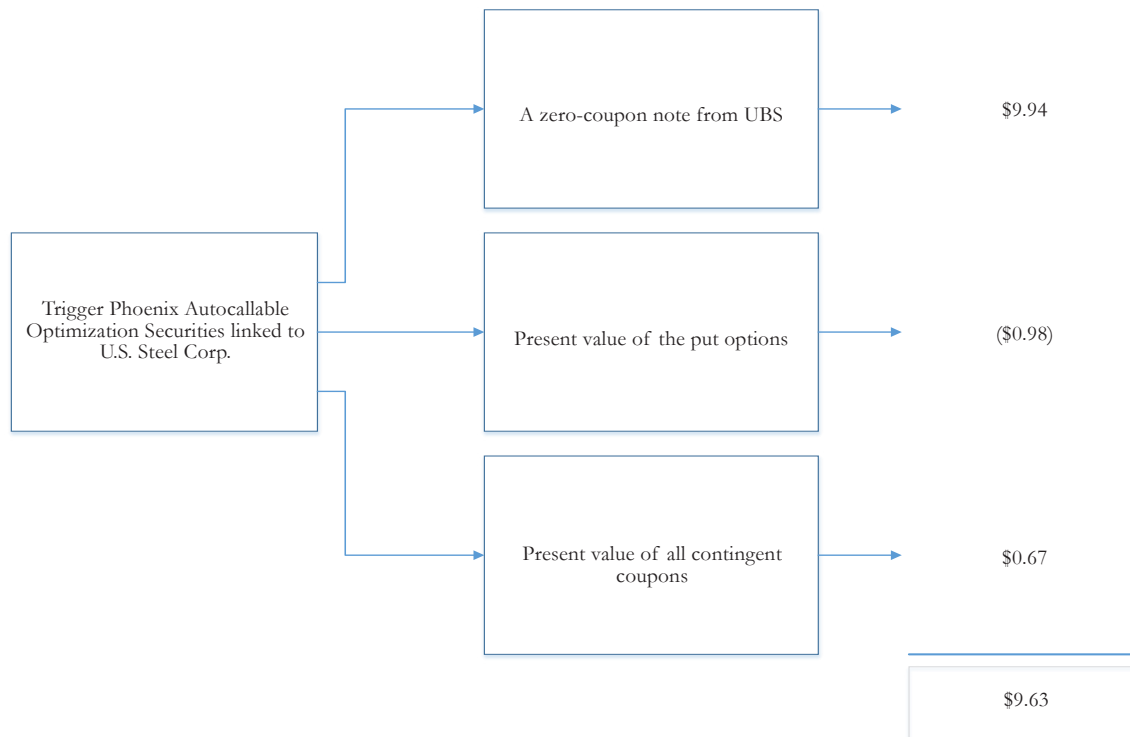 A zero-coupon note from UBS
$9.94
Trigger Phoenix Autocallable
Optimization Securities linked to
U.S. Steel Corp.
Present value of the put options
($0.98)
Present value of all contingent
coupons
$0.67
$9.63